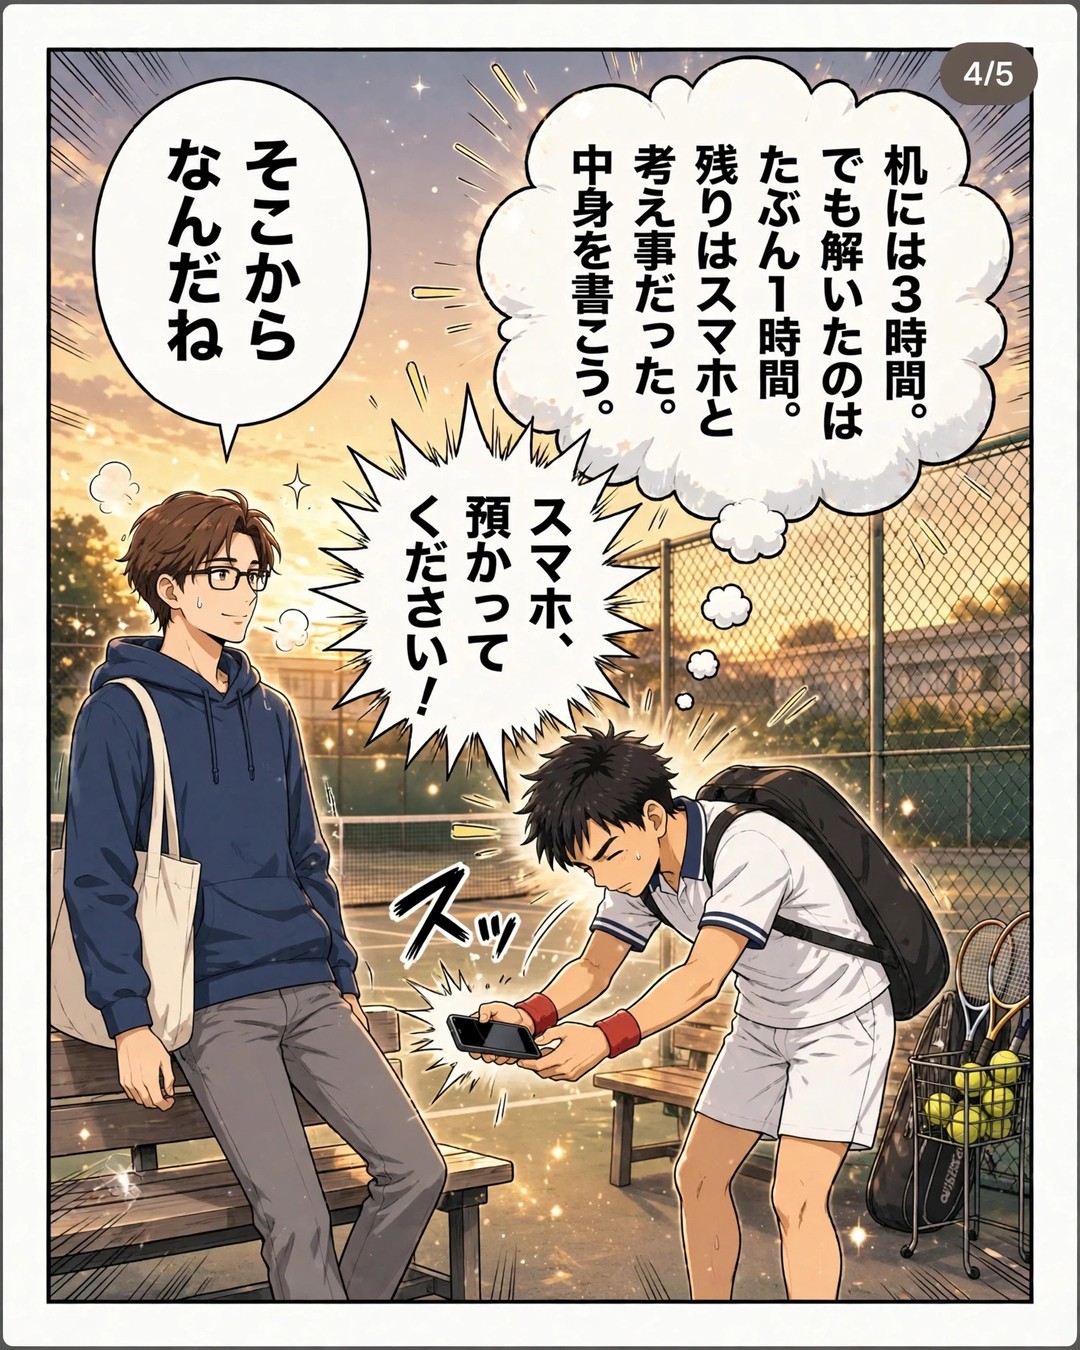 4/5
机には3時間。
でも解いたのは
たぶん1時間。
残りはスマホと
考え事だった。
中身を書こう。
スマホ、
預かって
ください!
そこから
なんだね
スッ